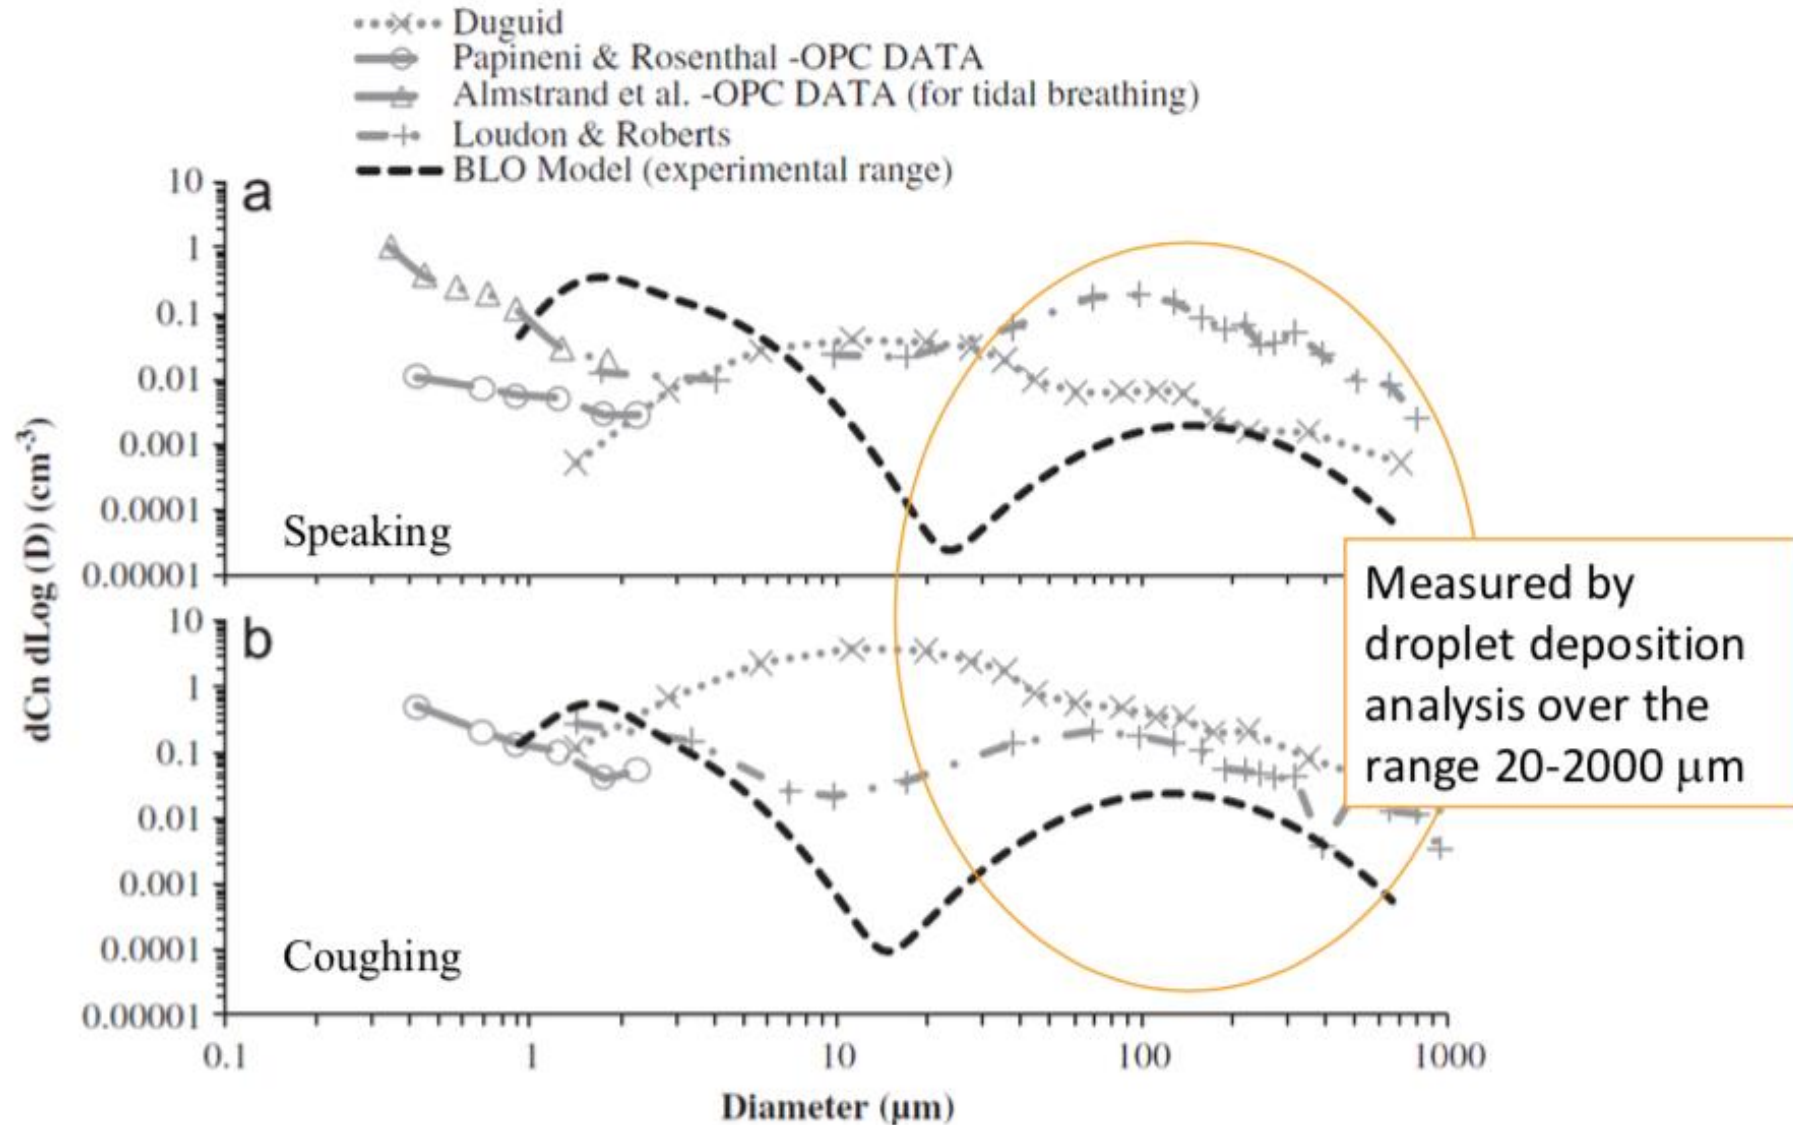 Duguid
Papineni & Rosenthal -OPC DATA
Almstrand et al. -OPC DATA (for tidal breathing)
Loudon & Roberts
BLO Model (experimental range)
dCn dLog (D) (cm-3)
a
10
1
0.1
0.01
0.001
0.0001
0.00001
Speaking
Measured by
droplet deposition
analysis over the
range 20-2000 μm
b
10
1
0.1
0.01
0.001
0.0001
0.00001
Coughing
0.1 1 10 100 1000
Diameter (μm)